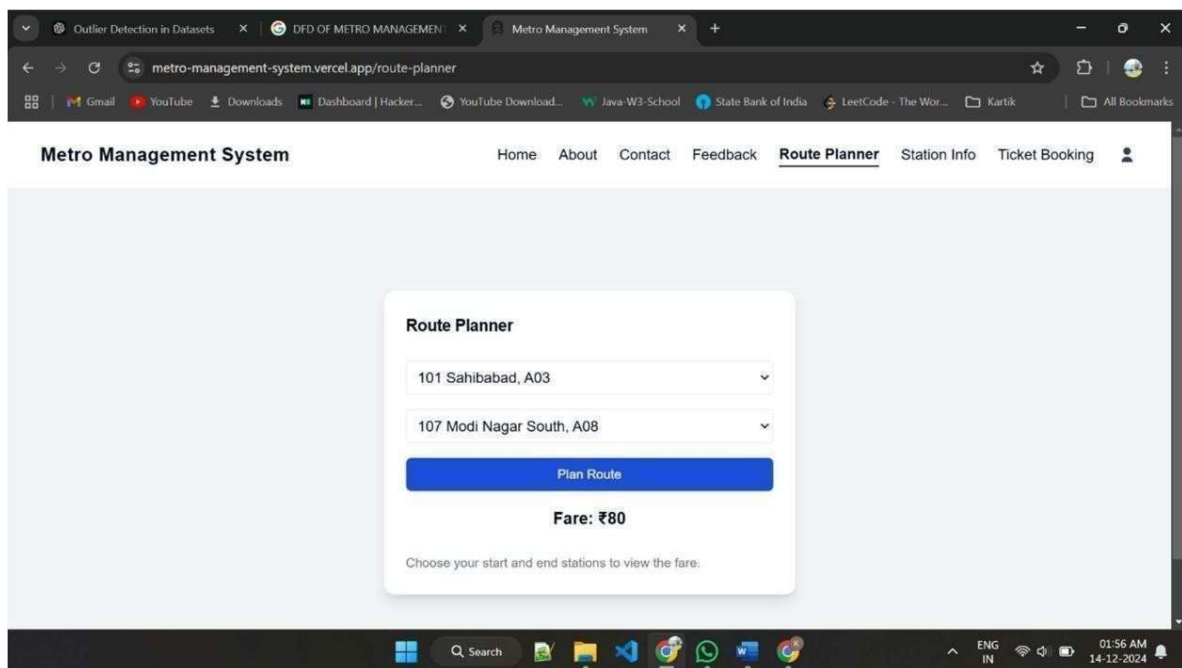 Outlier Detection in Datasets
DFD OF METRO MANAGEMENT
Metro Management System
metro-management-system.vercel.app/route-planner
Gmail YouTube Downloads Dashboard | Hacker... YouTube Download... Java-W3-School State Bank of India LeetCode - The Wor... Kartik All Bookmarks
Metro Management System Home About Contact Feedback Route Planner Station Info Ticket Booking
Route Planner
101 Sahibabad, A03
107 Modi Nagar South, A08
Plan Route
Fare: ₹80
Choose your start and end stations to view the fare.
Search
ENG
IN
01:56 AM
14-12-2024